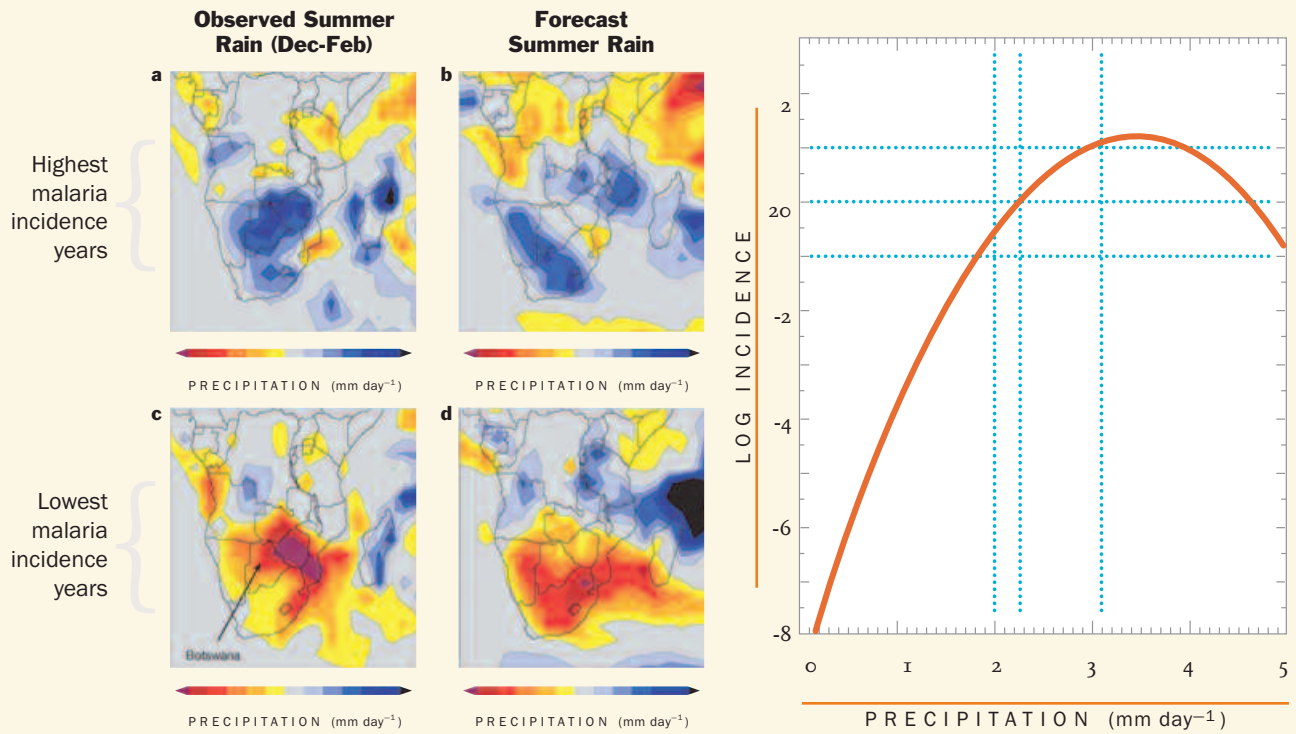 Observed Summer
Rain (Dec-Feb)
Forecast
Summer Rain
a
b
Highest
malaria
incidence
years
PRECIPITATION (mm day⁻¹)
PRECIPITATION (mm day⁻¹)
c
d
Lowest
malaria
incidence
years
Botswana
PRECIPITATION (mm day⁻¹)
PRECIPITATION (mm day⁻¹)
LOG INCIDENCE
2
20
-2
-4
-6
-8
0 1 2 3 4 5
PRECIPITATION (mm day⁻¹)